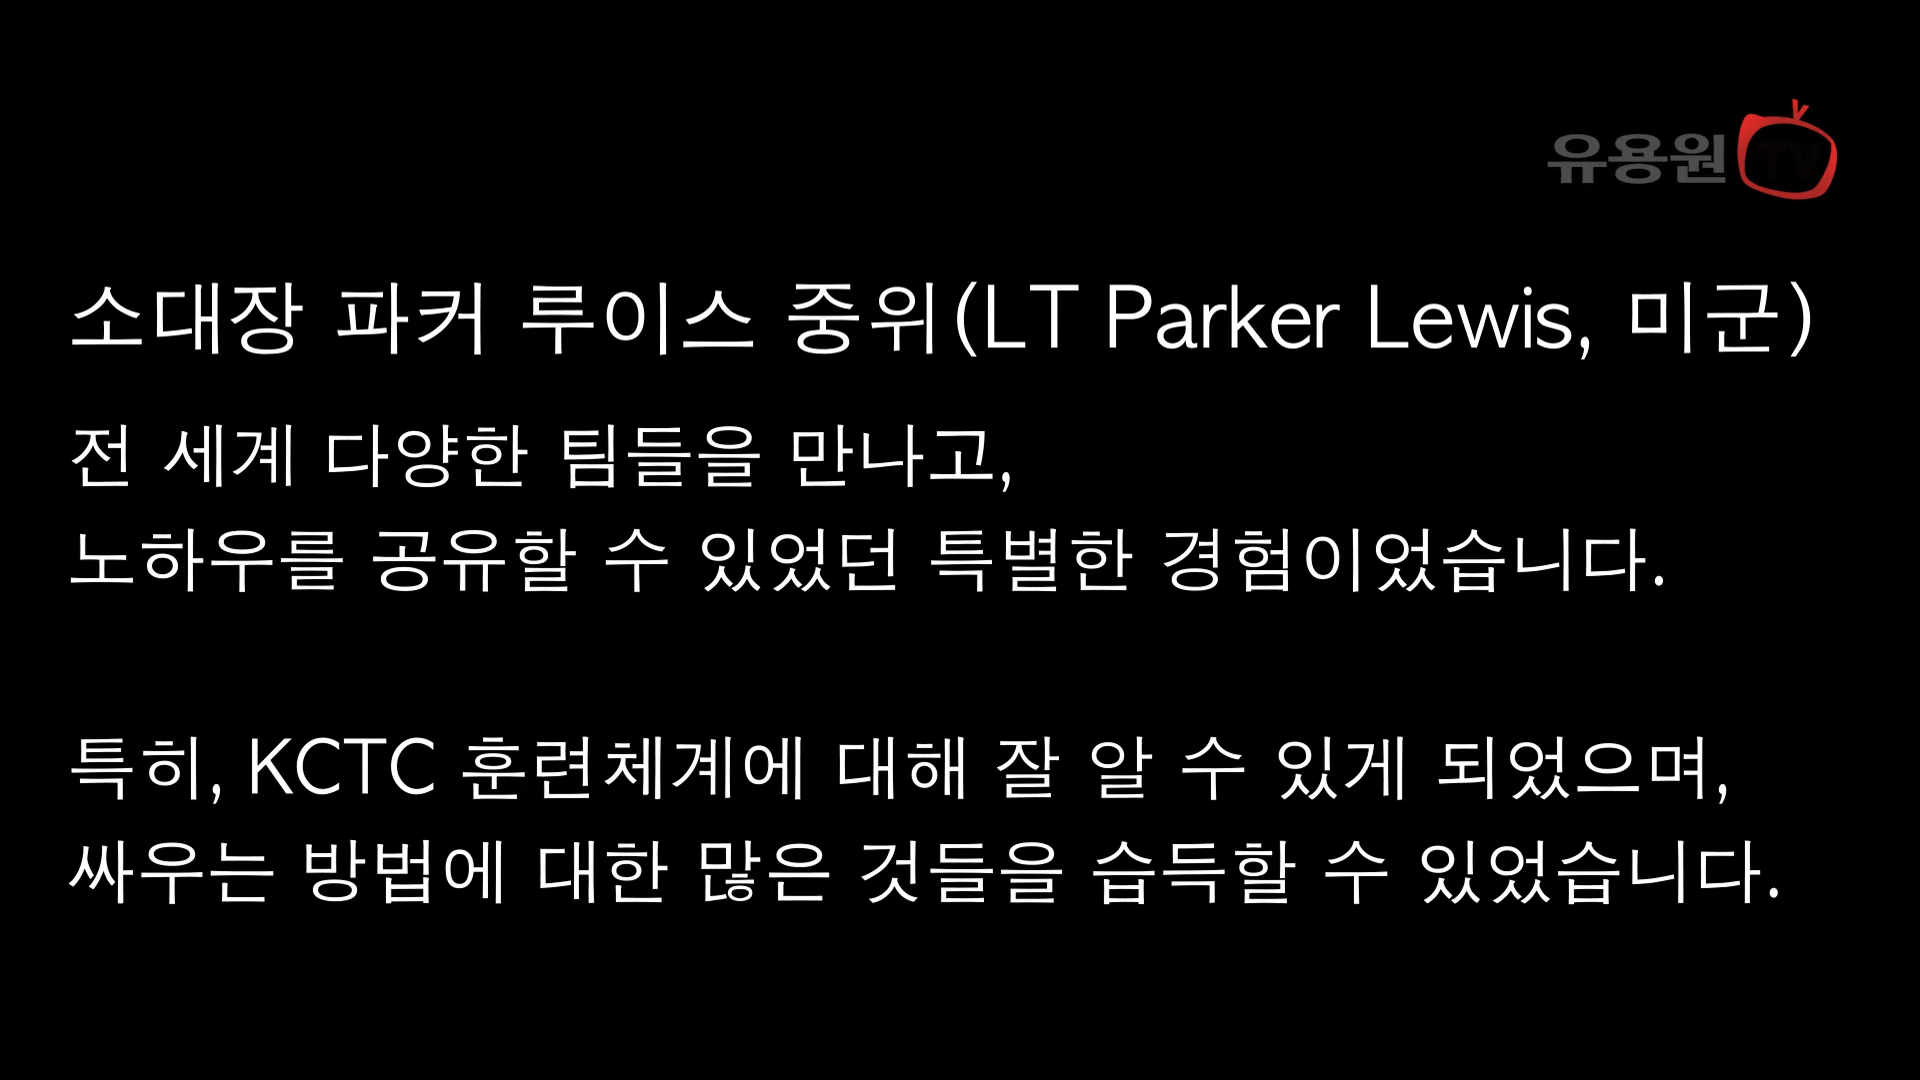 유용원 TV
소대장 파커 루이스 중위(LT Parker Lewis, 미군)
전 세계 다양한 팀들을 만나고,
노하우를 공유할 수 있었던 특별한 경험이었습니다.
특히, KCTC 훈련체계에 대해 잘 알 수 있게 되었으며,
싸우는 방법에 대한 많은 것들을 습득할 수 있었습니다.